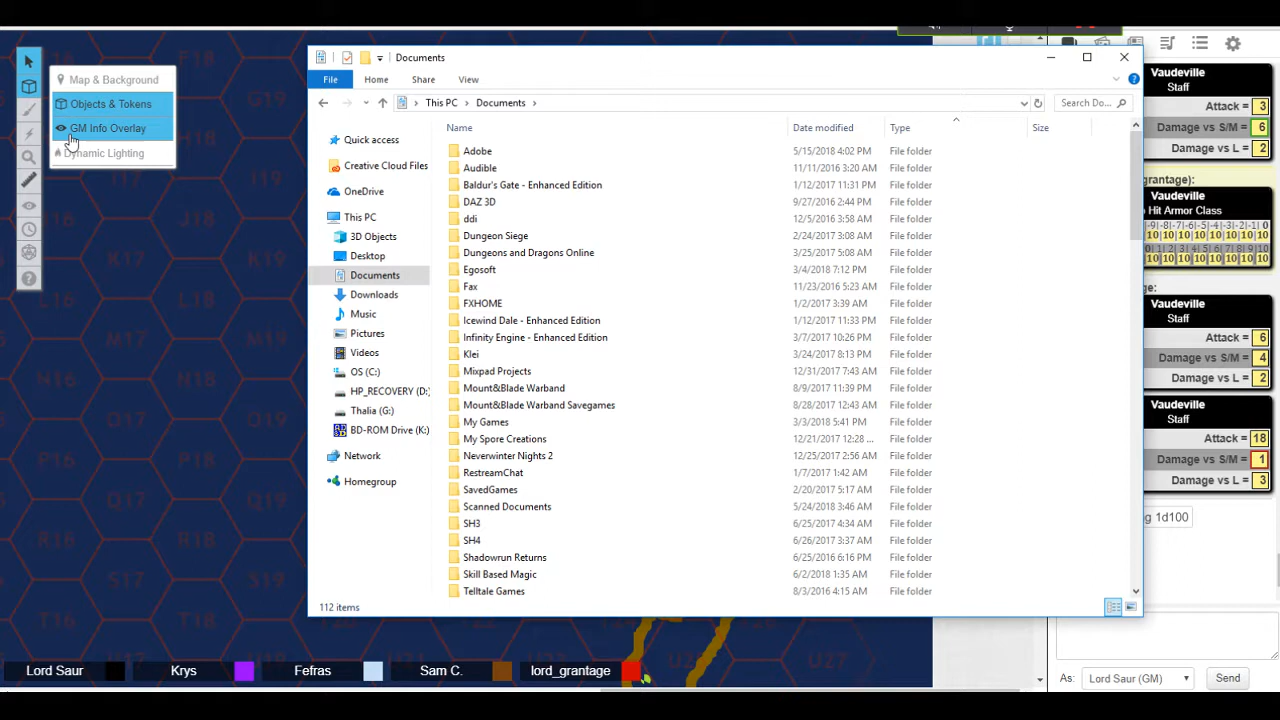 Documents
File
Home
Share
View
This PC
Documents
Search Do...
Map & Background
Objects & Tokens
GM Info Overlay
Dynamic Lighting
Quick access
Creative Cloud Files
OneDrive
This PC
3D Objects
Desktop
Documents
Downloads
Music
Pictures
Videos
OS (C:)
HP_RECOVERY (D:)
Thalia (G:)
BD-ROM Drive (K:)
Network
Homegroup
Name Date modified Type Size
Adobe 5/15/2018 4:02 PM File folder
Audible 11/11/2016 3:20 AM File folder
Baldur's Gate - Enhanced Edition 1/12/2017 11:31 PM File folder
DAZ 3D 9/27/2016 2:44 PM File folder
ddi 12/5/2016 3:58 AM File folder
Dungeon Siege 2/24/2017 3:08 AM File folder
Dungeons and Dragons Online 3/25/2017 5:08 AM File folder
Egosoft 3/4/2018 7:12 PM File folder
Fax 11/23/2016 5:23 AM File folder
FXHOME 1/2/2017 3:39 AM File folder
Icewind Dale - Enhanced Edition 1/12/2017 11:33 PM File folder
Infinity Engine - Enhanced Edition 3/7/2017 10:26 PM File folder
Klei 3/24/2017 8:13 PM File folder
Mixpad Projects 12/31/2017 7:43 AM File folder
Mount&Blade Warband 8/9/2017 11:39 PM File folder
Mount&Blade Warband Savegames 8/28/2017 12:43 AM File folder
My Games 3/3/2018 5:41 PM File folder
My Spore Creations 12/21/2017 12:28 ... File folder
Neverwinter Nights 2 12/25/2017 2:56 AM File folder
RestreamChat 1/7/2017 1:42 AM File folder
SavedGames 2/20/2017 5:17 AM File folder
Scanned Documents 5/24/2018 3:46 AM File folder
SH3 6/25/2017 4:34 AM File folder
SH4 6/26/2017 3:37 AM File folder
Shadowrun Returns 6/25/2016 6:16 PM File folder
Skill Based Magic 6/2/2018 1:35 AM File folder
Telltale Games 8/3/2016 4:15 AM File folder
112 items
Vaudeville
Staff
Attack = 3
Damage vs S/M = 6
Damage vs L = 2
grantage):
Vaudeville
Hit Armor Class
Vaudeville
Staff
Attack = 6
Damage vs S/M = 4
Damage vs L = 2
Vaudeville
Staff
Attack = 18
Damage vs S/M = 1
Damage vs L = 3
g 1d100
As: Lord Saur (GM) Send
Lord Saur
Krys
Fefras
Sam C.
lord_grantage